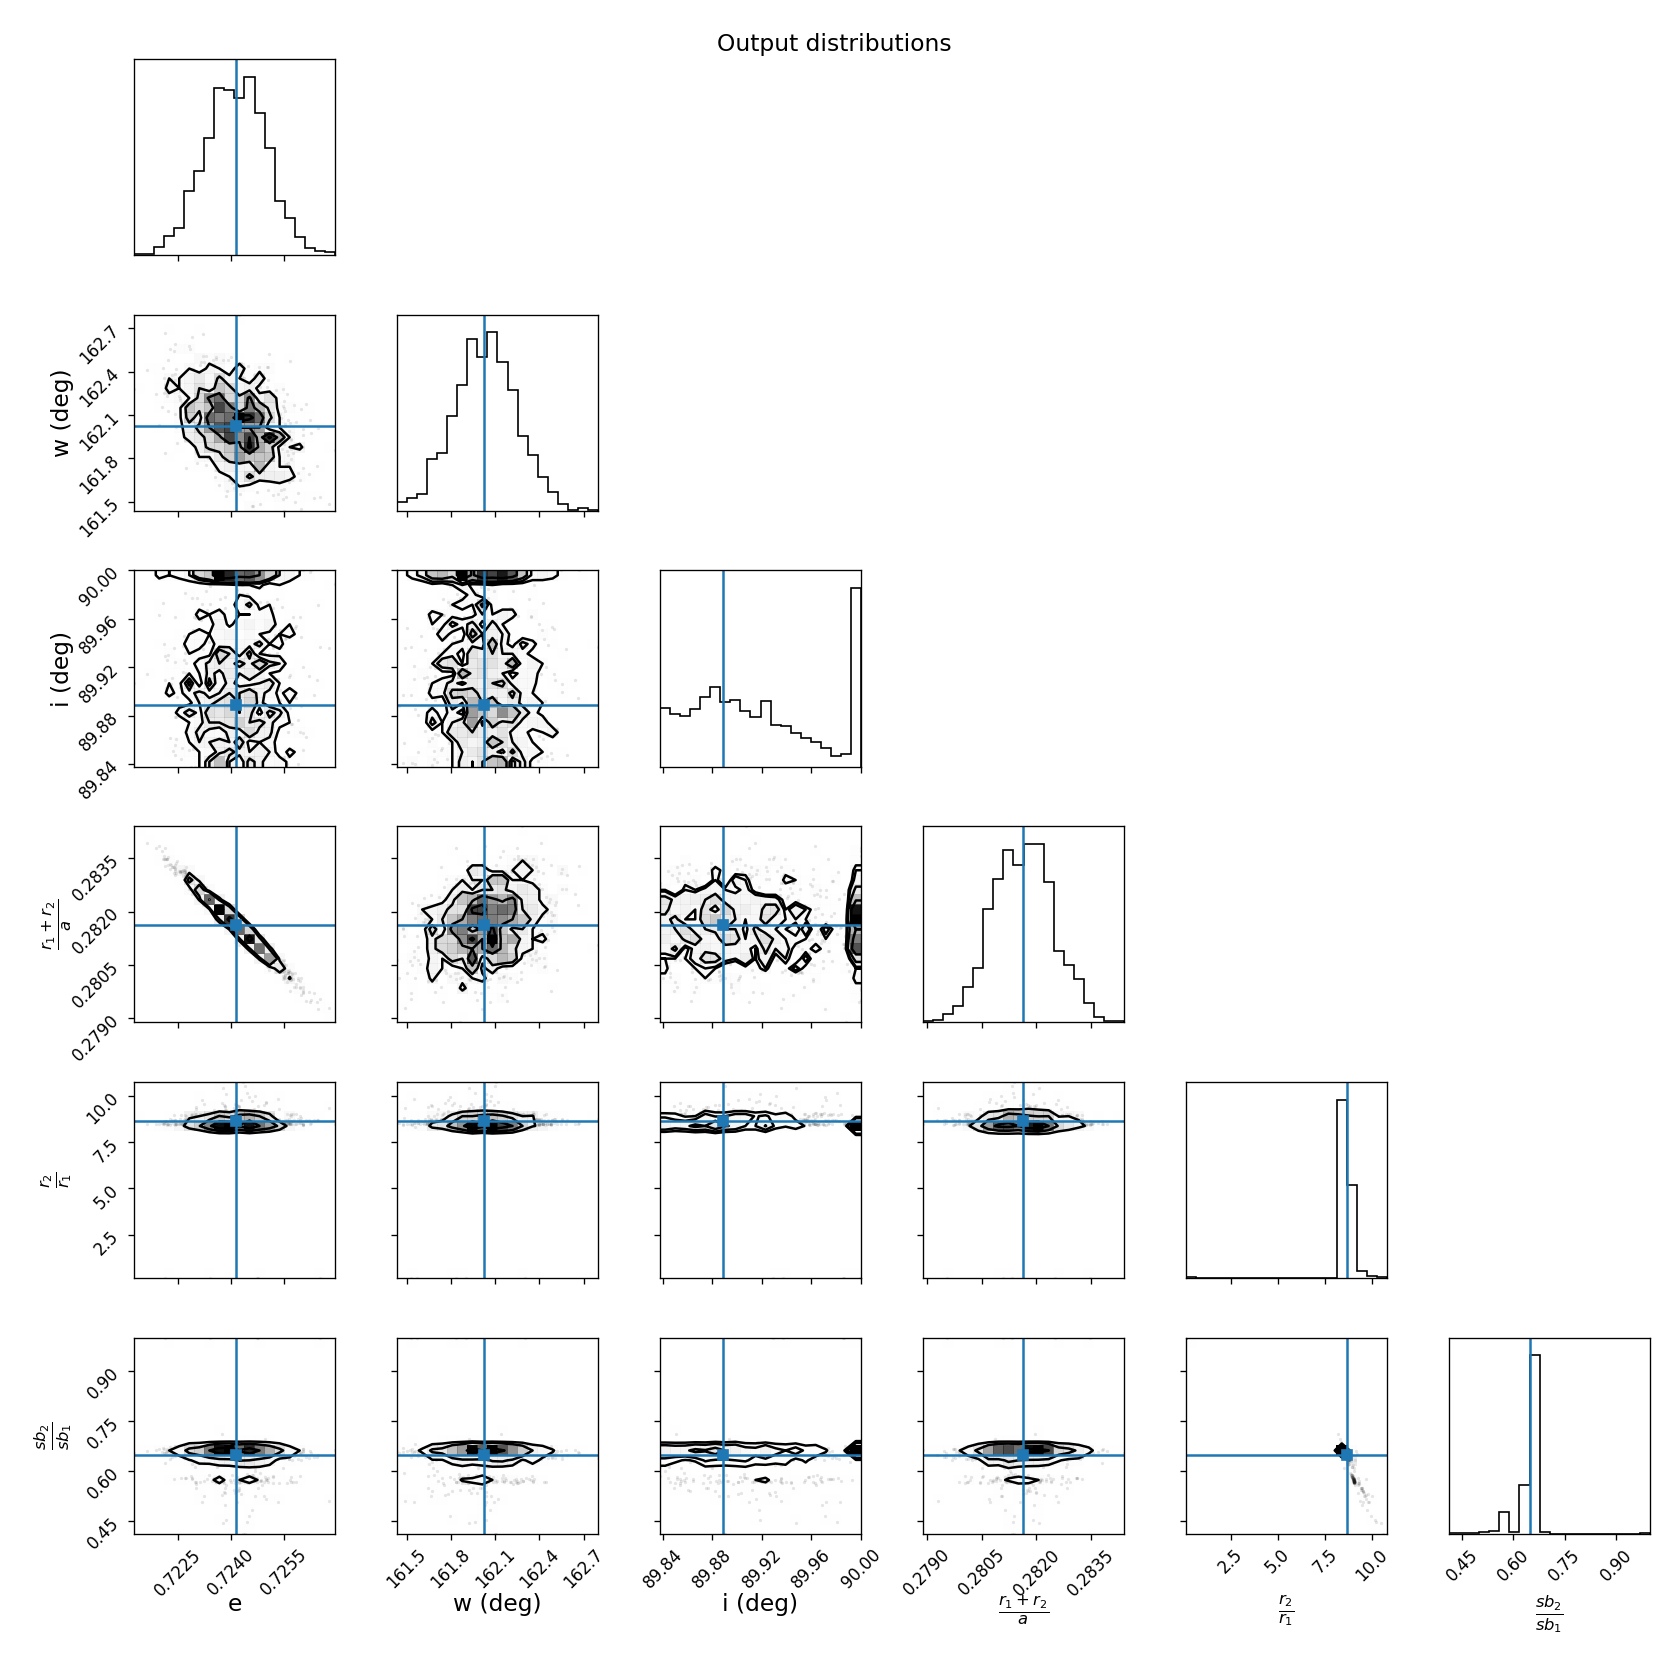 Output distributions
w (deg)
162.7
162.4
162.1
161.8
161.5
i (deg)
90.00
89.96
89.92
89.88
89.84
r₁ + r₂
a
0.2835
0.2820
0.2805
0.2790
r₂
r₁
10.0
7.5
5.0
2.5
sb₂
sb₁
0.90
0.75
0.60
0.45
0.7225 0.7240 0.7255
161.5 161.8 162.1 162.4 162.7
89.84 89.88 89.92 89.96 90.00
0.2790 0.2805 0.2820 0.2835
2.5 5.0 7.5 10.0
0.45 0.60 0.75 0.90
e
w (deg)
i (deg)
r₁ + r₂
a
r₂
r₁
sb₂
sb₁